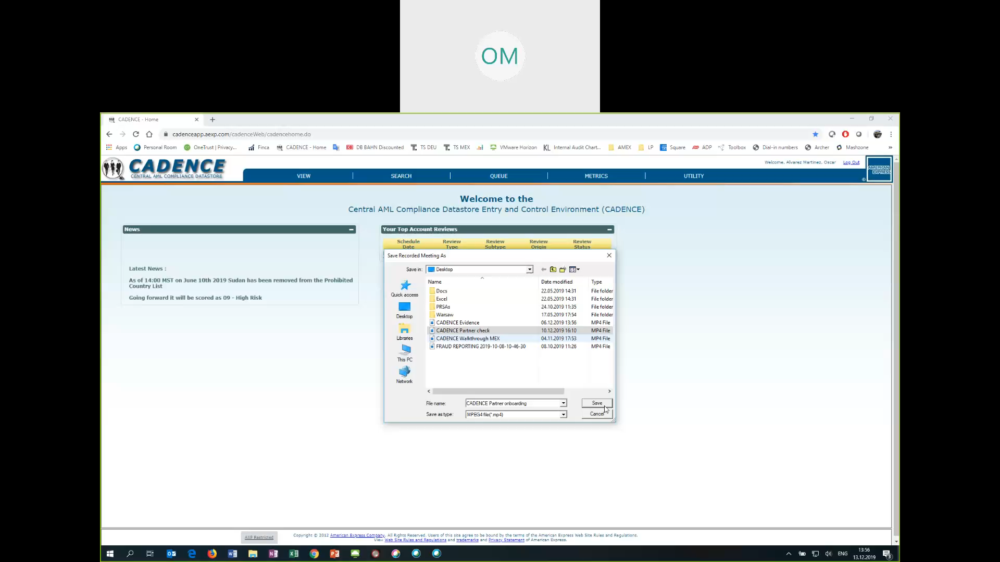 OM
CADENCE - Home
cadenceapp.aexp.com/cadenceWeb/cadencehome.do
Apps Personal Room OneTrust | Privacy... Finca CADENCE - Home DB BAHN Discounted TS DEU TS MEX VMware Horizon Internal Audit Chart... AMEX LP Square ADP Toolbox Dial-in numbers Archer Mashzone »
CADENCE
CENTRAL AML COMPLIANCE DATASTORE
Welcome, Alvarez Martinez, Oscar Log Out
AMERICAN EXPRESS
®
VIEW SEARCH QUEUE METRICS UTILITY
Welcome to the
Central AML Compliance Datastore Entry and Control Environment (CADENCE)
News
Latest News :
As of 14:00 MST on June 10th 2019 Sudan has been removed from the Prohibited
Country List
Going forward it will be scored as 09 - High Risk
Your Top Account Reviews
Schedule Date Review Type Review Subtype Review Origin Review Status
Save Recorded Meeting As
Save in: Desktop
Quick access
Desktop
Libraries
This PC
Network
Name Date modified Type
Docs 22.05.2019 14:31 File folder
Excel 22.05.2019 14:31 File folder
PRSAs 24.10.2019 11:35 File folder
Warsaw 17.05.2019 17:54 File folder
CADENCE Evidence 06.12.2019 13:56 MP4 File
CADENCE Partner check 10.12.2019 16:10 MP4 File
CADENCE Walkthrough MEX 04.11.2019 17:53 MP4 File
FRAUD REPORTING 2019-10-08-10-46-30 08.10.2019 11:26 MP4 File
File name: CADENCE Partner onboarding Save
Save as type: MPEG4 file(*.mp4) Cancel
AXP Restricted
Copyright © 2012 American Express Company. All Rights Reserved. Users of this site agree to be bound by the terms of the American Express Web Site Rules and Regulations.
View Web Site Rules and Regulations and trademarks and Privacy Statement of American Express.
ENG
13:56
13.12.2019
3